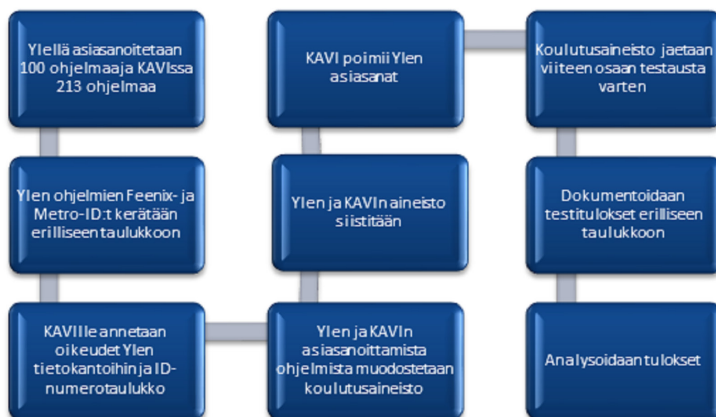 Ylellä asiasanoitetaan
100 ohjelmaa ja KAVIssa
213 ohjelmaa
Ylen ohjelmien Feenix- ja
Metro-ID:t kerätään
erilliseen taulukkoon
KAVIlle annetaan
oikeudet Ylen
tietokantoihin ja ID-
numerotaulukko
Ylen ja KAVIn
asiasanoittamista
ohjelmista muodostetaan
koulutusaineisto
Ylen ja KAVIn aineisto
siistitään
KAVI poimii Ylen
asiasanat
Koulutusaineisto jaetaan
viiteen osaan testausta
varten
Dokumentoidaan
testitulokset erilliseen
taulukkoon
Analysoidaan tulokset